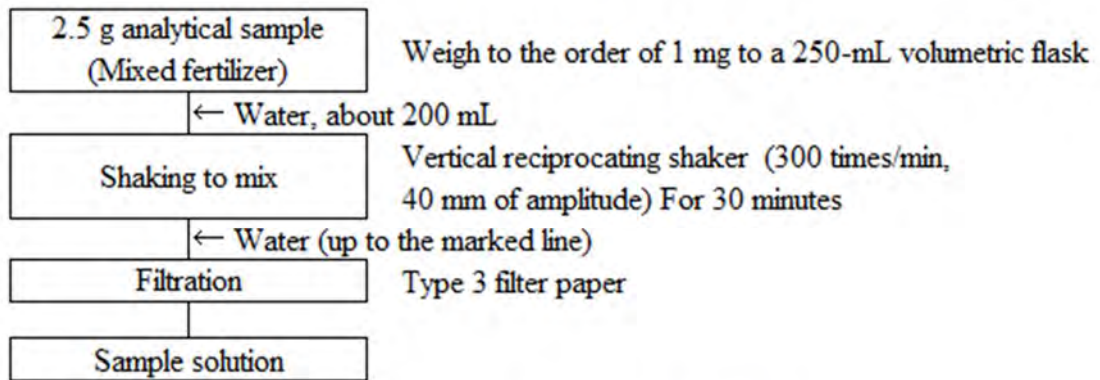 2.5 g analytical sample
(Mixed fertilizer)
Weigh to the order of 1 mg to a 250-mL volumetric flask
← Water, about 200 mL
Shaking to mix
Vertical reciprocating shaker (300 times/min,
40 mm of amplitude) For 30 minutes
← Water (up to the marked line)
Filtration
Type 3 filter paper
Sample solution